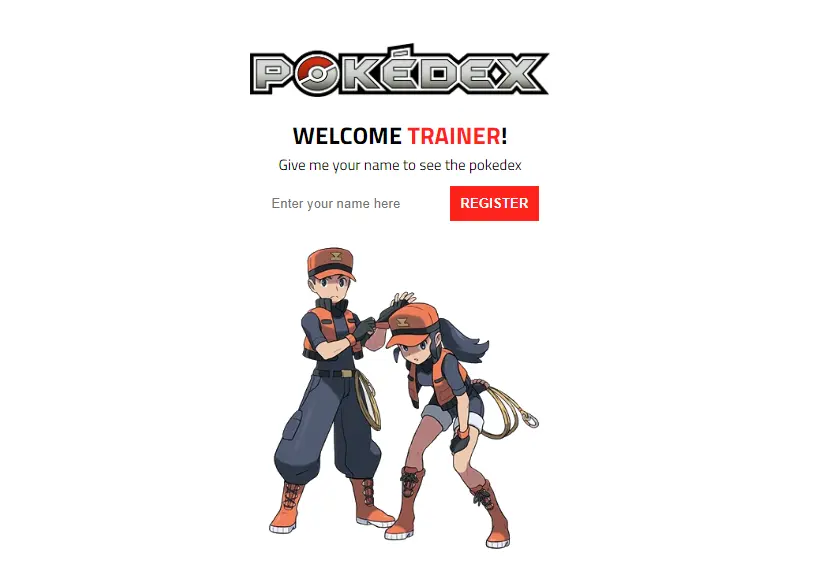 POKÉDEX
WELCOME TRAINER!
Give me your name to see the pokedex
Enter your name here
REGISTER